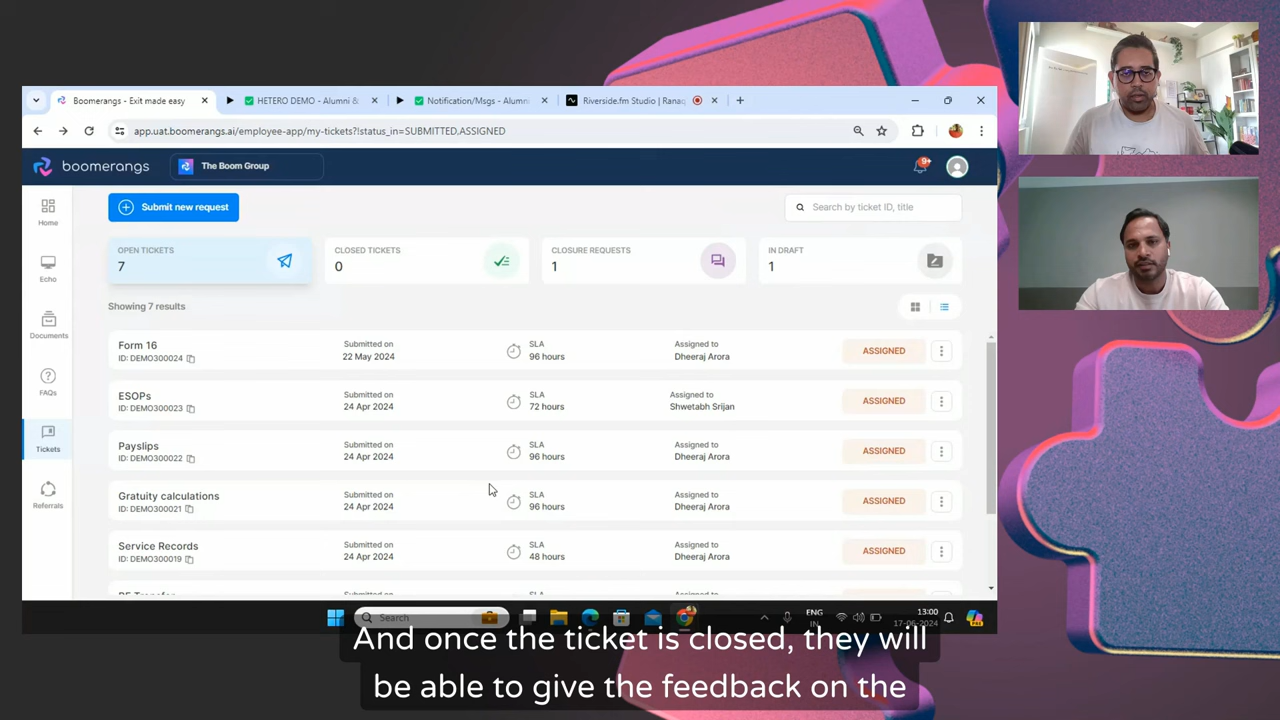 Boomerangs - Exit made easy
HETERO DEMO - Alumni &
Notification/Msgs - Alumni
Riverside.fm Studio | Rana
app.uat.boomerangs.ai/employee-app/my-tickets?!status_in=SUBMITTED,ASSIGNED
boomerangs
The Boom Group
9+
Home
Echo
Documents
FAQs
Tickets
Referrals
Submit new request
Search by ticket ID, title
OPEN TICKETS
7
CLOSED TICKETS
0
CLOSURE REQUESTS
1
IN DRAFT
1
Showing 7 results
Form 16
ID: DEMO300024
Submitted on
22 May 2024
SLA
96 hours
Assigned to
Dheeraj Arora
ASSIGNED
ESOPs
ID: DEMO300023
Submitted on
24 Apr 2024
SLA
72 hours
Assigned to
Shwetabh Srijan
ASSIGNED
Payslips
ID: DEMO300022
Submitted on
24 Apr 2024
SLA
96 hours
Assigned to
Dheeraj Arora
ASSIGNED
Gratuity calculations
ID: DEMO300021
Submitted on
24 Apr 2024
SLA
96 hours
Assigned to
Dheeraj Arora
ASSIGNED
Service Records
ID: DEMO300019
Submitted on
24 Apr 2024
SLA
48 hours
Assigned to
Dheeraj Arora
ASSIGNED
Search
ENG
IN
13:00
17-06-2024
And once the ticket is closed, they will
be able to give the feedback on the